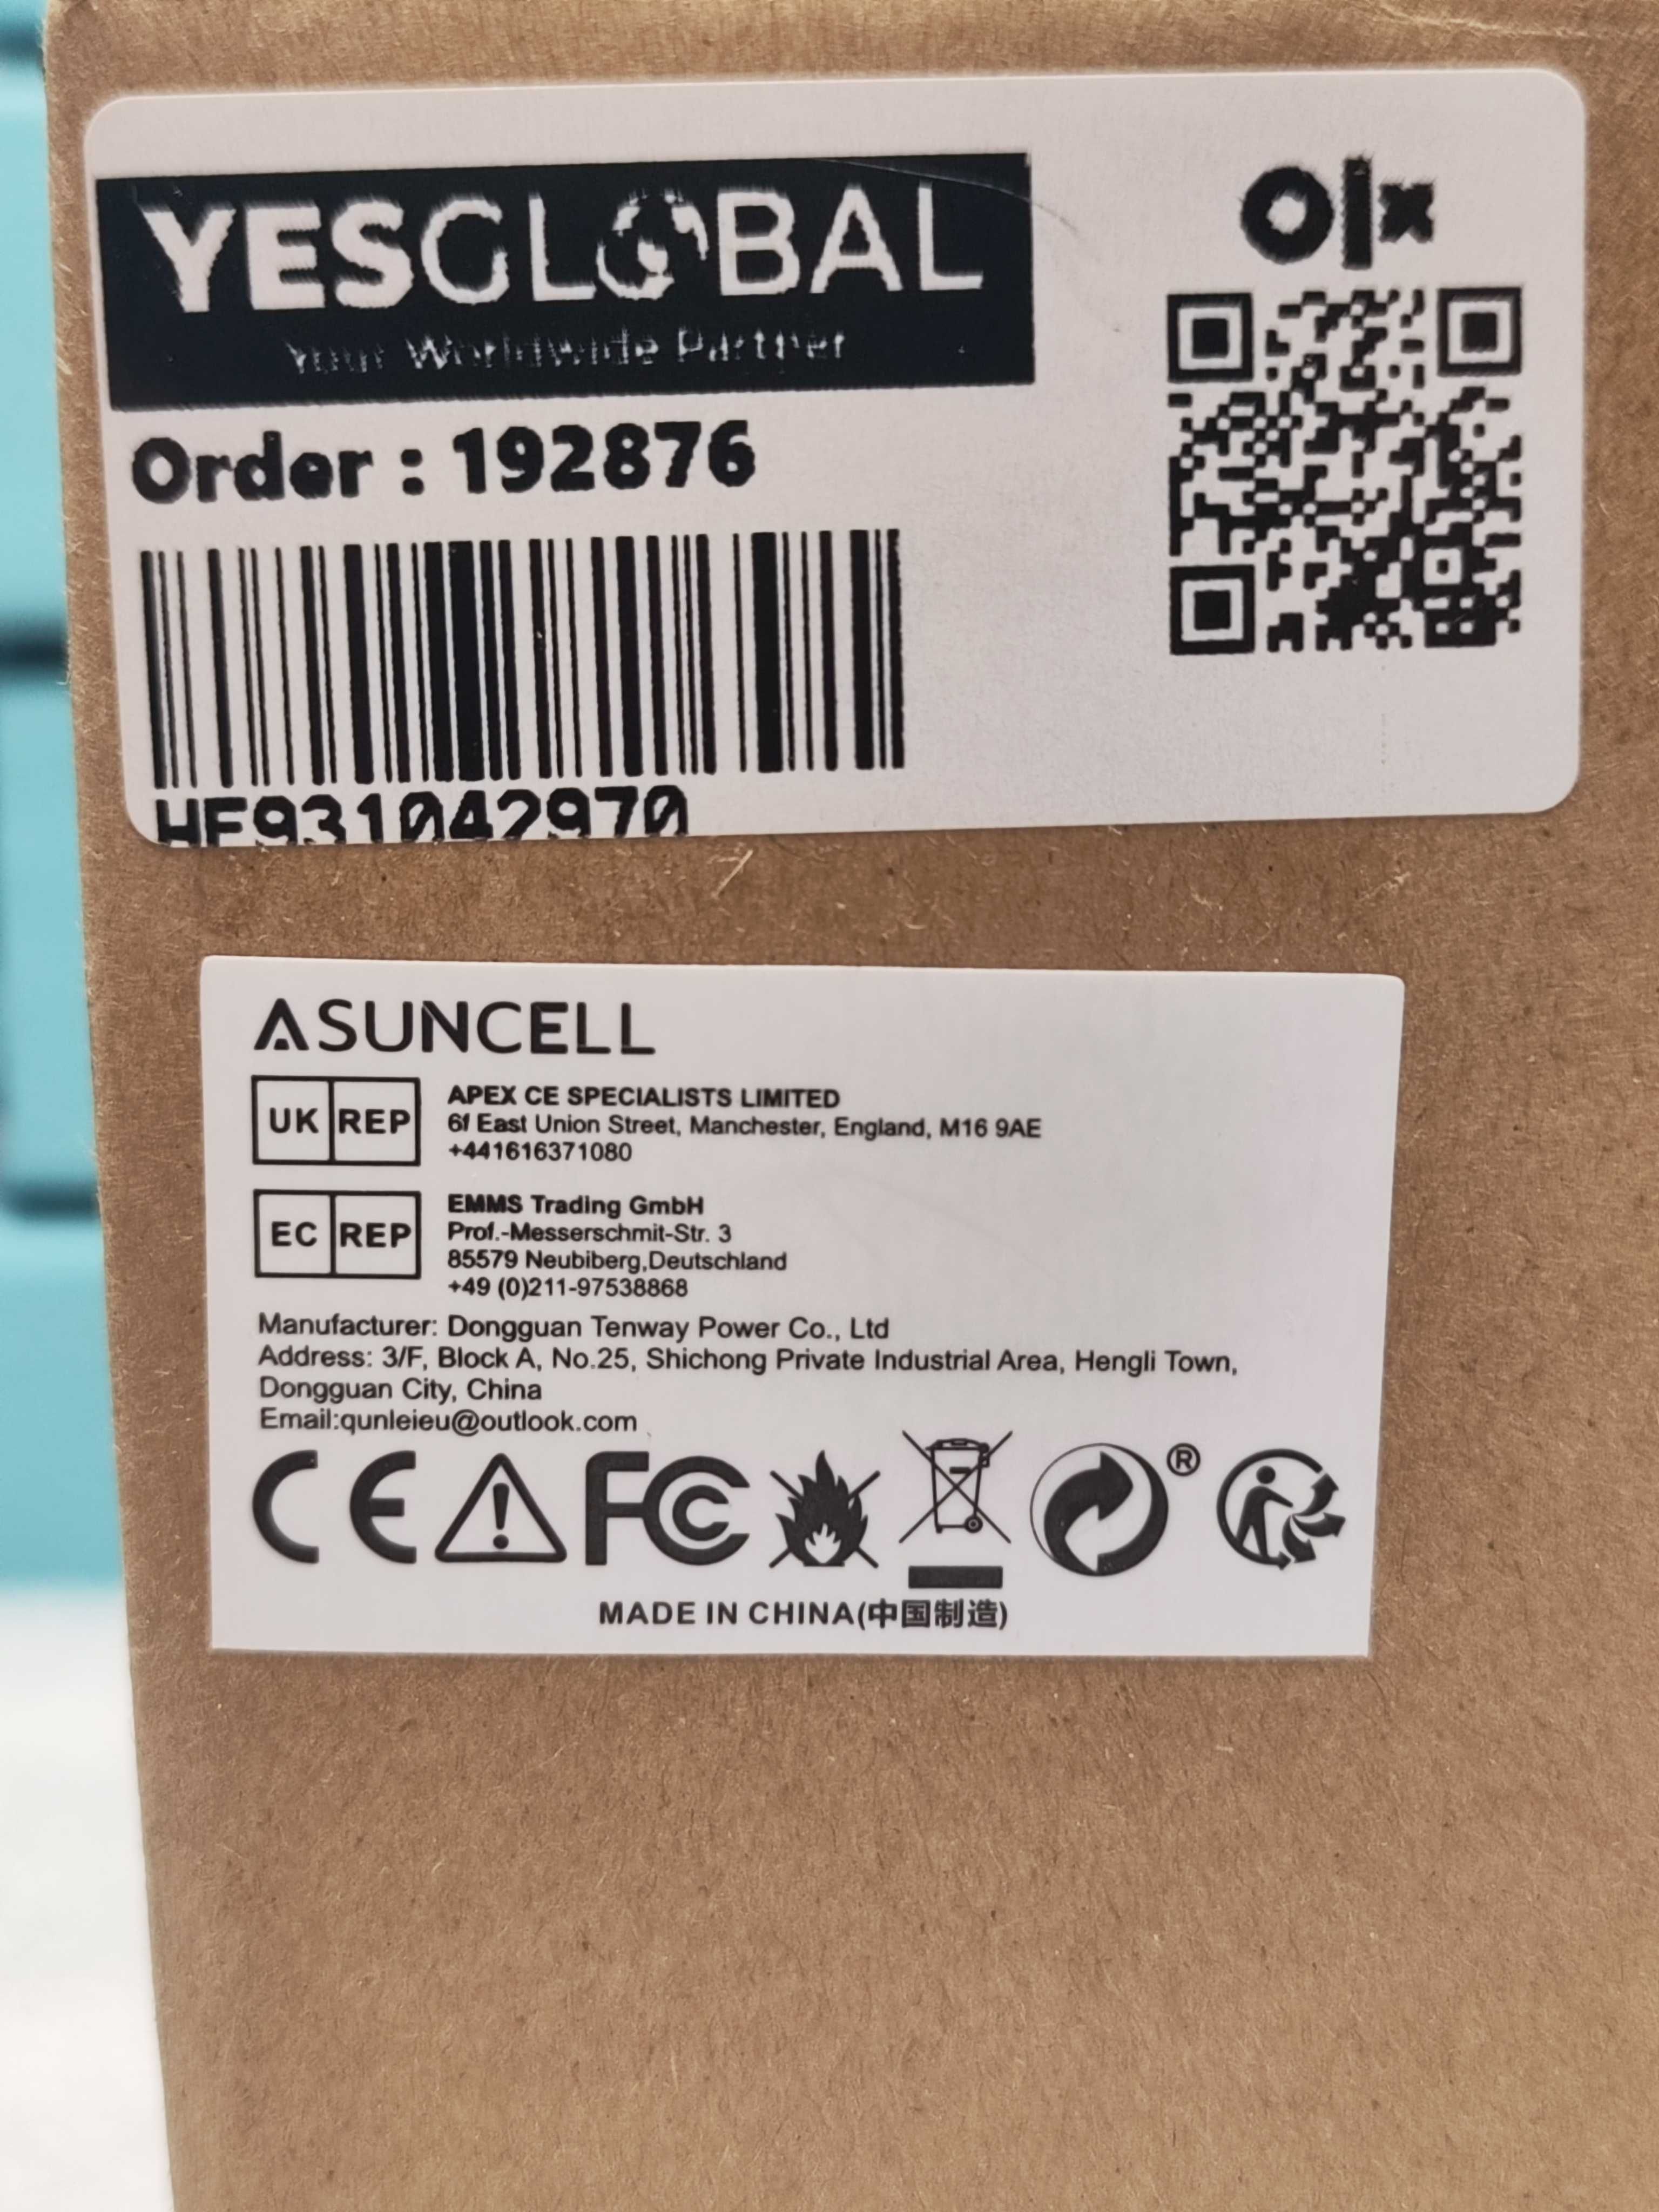 YESGLOBAL
Your Worldwide Partner
olx
Order : 192876
HF931042970
ASUNCELL
UK REP
APEX CE SPECIALISTS LIMITED
6f East Union Street, Manchester, England, M16 9AE
+441616371080
EC REP
EMMS Trading GmbH
Prof.-Messerschmit-Str. 3
85579 Neubiberg,Deutschland
+49 (0)211-97538868
Manufacturer: Dongguan Tenway Power Co., Ltd
Address: 3/F, Block A, No.25, Shichong Private Industrial Area, Hengli Town,
Dongguan City, China
Email:qunleieu@outlook.com
CE FC ®
MADE IN CHINA(中国制造)